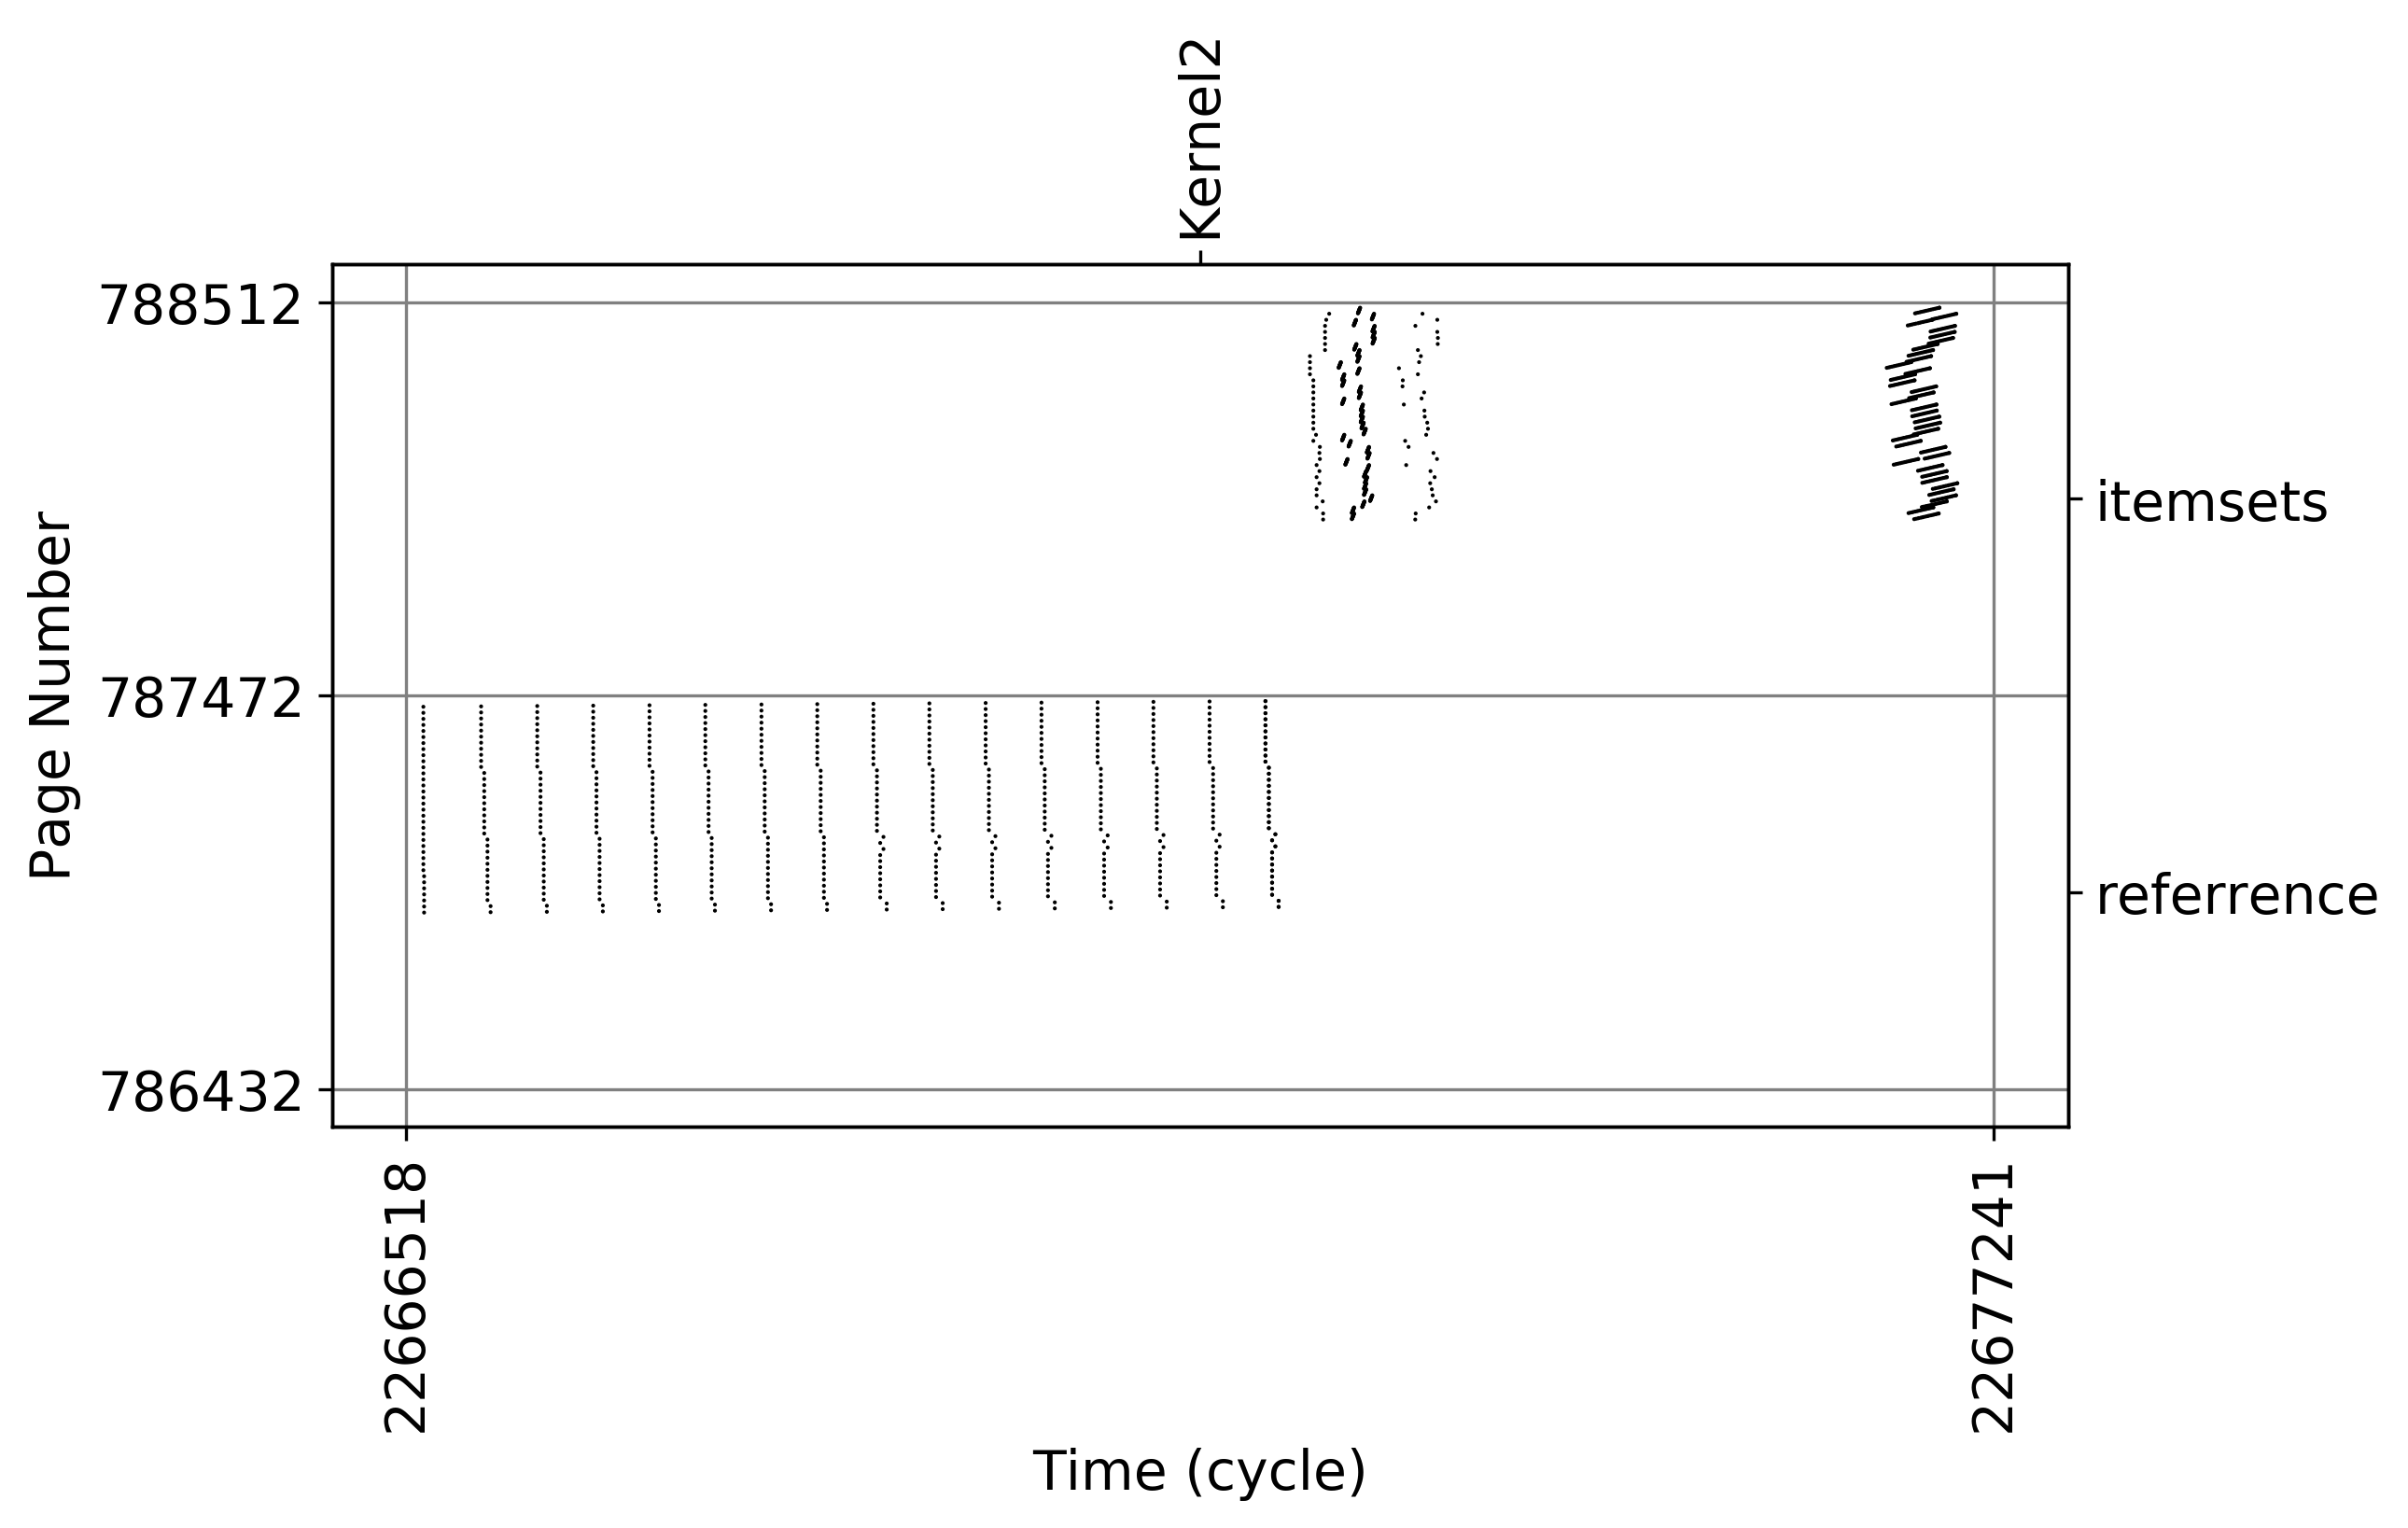 Kernel2
788512
787472
786432
Page Number
itemsets
referrence
22666518
22677241
Time (cycle)